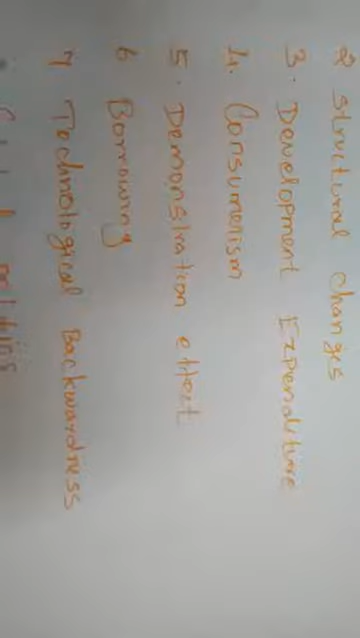 2 Structural changes
3. Development Expenditure
4. Consumerism
5. Demonstration effect
6 Borrowing
7 Technological Backwardness